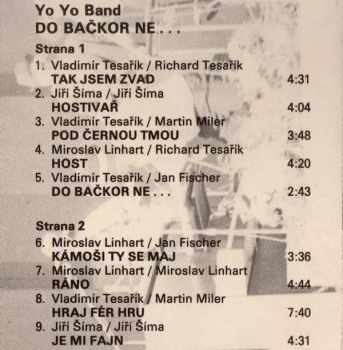 Yo Yo Band
DO BAČKOR NE...
Strana 1
1. Vladimír Tesařík / Richard Tesařík
TAK JSEM ZVAĎ 4:31
2. Jiří Šíma / Jiří Šíma
HOSTIVAŘ 4:04
3. Vladimír Tesařík / Martin Miler
POD ČERNOU TMOU 3:48
4. Miroslav Linhart / Richard Tesařík
HOST 4:20
5. Vladimír Tesařík / Jan Fischer
DO BAČKOR NE... 2:43
Strana 2
6. Miroslav Linhart / Jan Fischer
KÁMOŠI TY SE MAJ 3:36
7. Miroslav Linhart / Miroslav Linhart
RÁNO 4:44
8. Vladimír Tesařík / Martin Miler
HRAJ FÉR HRU 7:40
9. Jiří Šíma / Jiří Šíma
JE MI FAJN 4:31